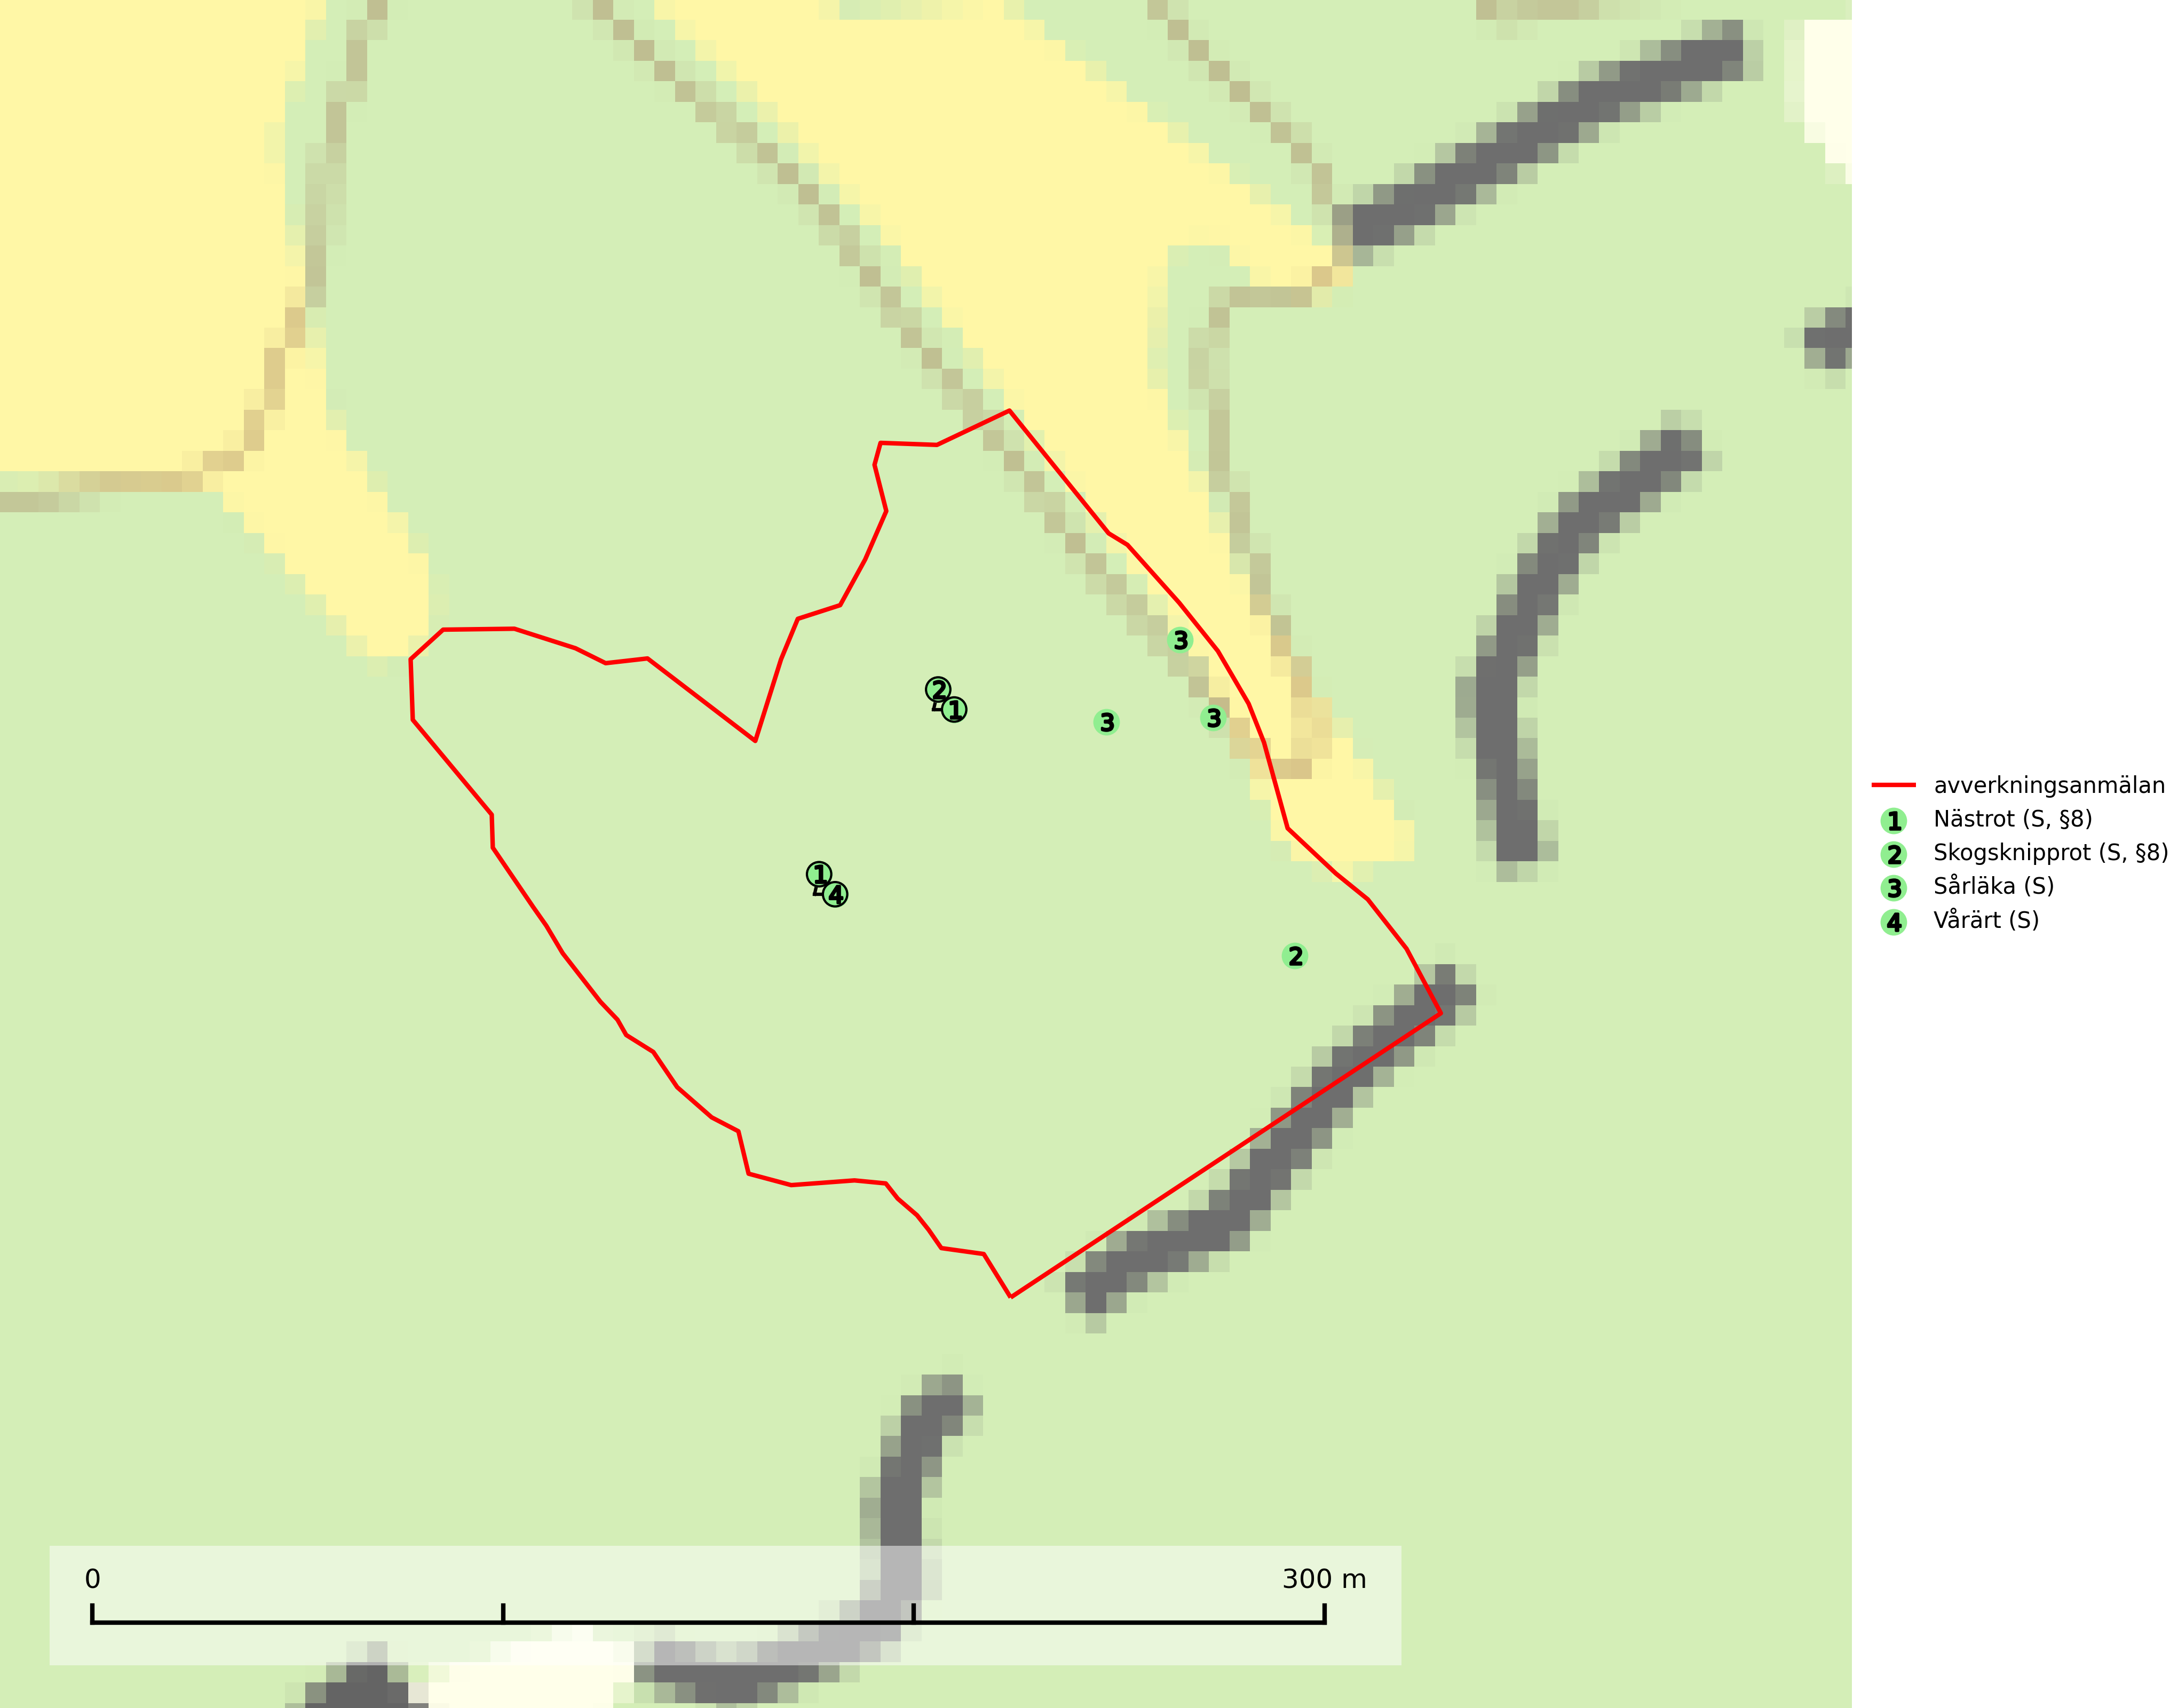 3
2
1
3
3
1
4
2
avverkningsanmälan
1 Nästrot (S, §8)
2 Skogsknipprot (S, §8)
3 Sårläka (S)
4 Vårärt (S)
0 300 m